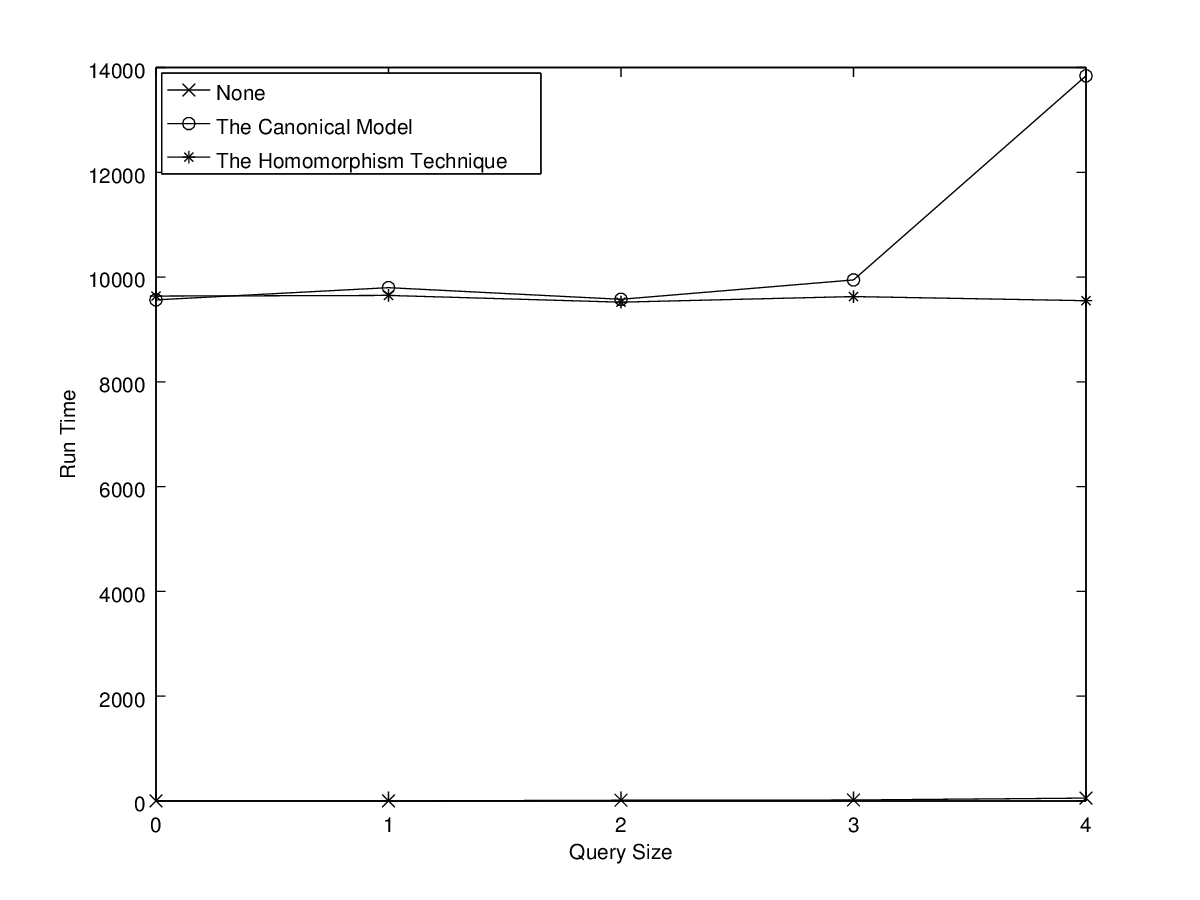 14000
12000
10000
8000
6000
4000
2000
0
Run Time
None
The Canonical Model
The Homomorphism Technique
0 1 2 3 4
Query Size